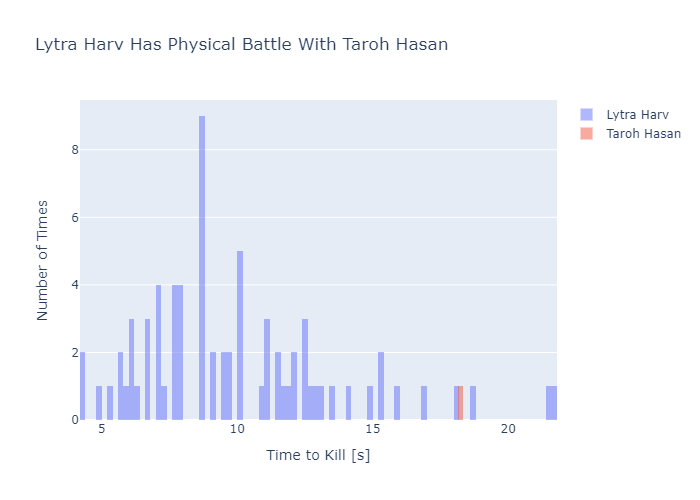 Lytra Harv Has Physical Battle With Taroh Hasan
Lytra Harv
Taroh Hasan
Number of Times
8
6
4
2
0
5
10
15
20
Time to Kill [s]